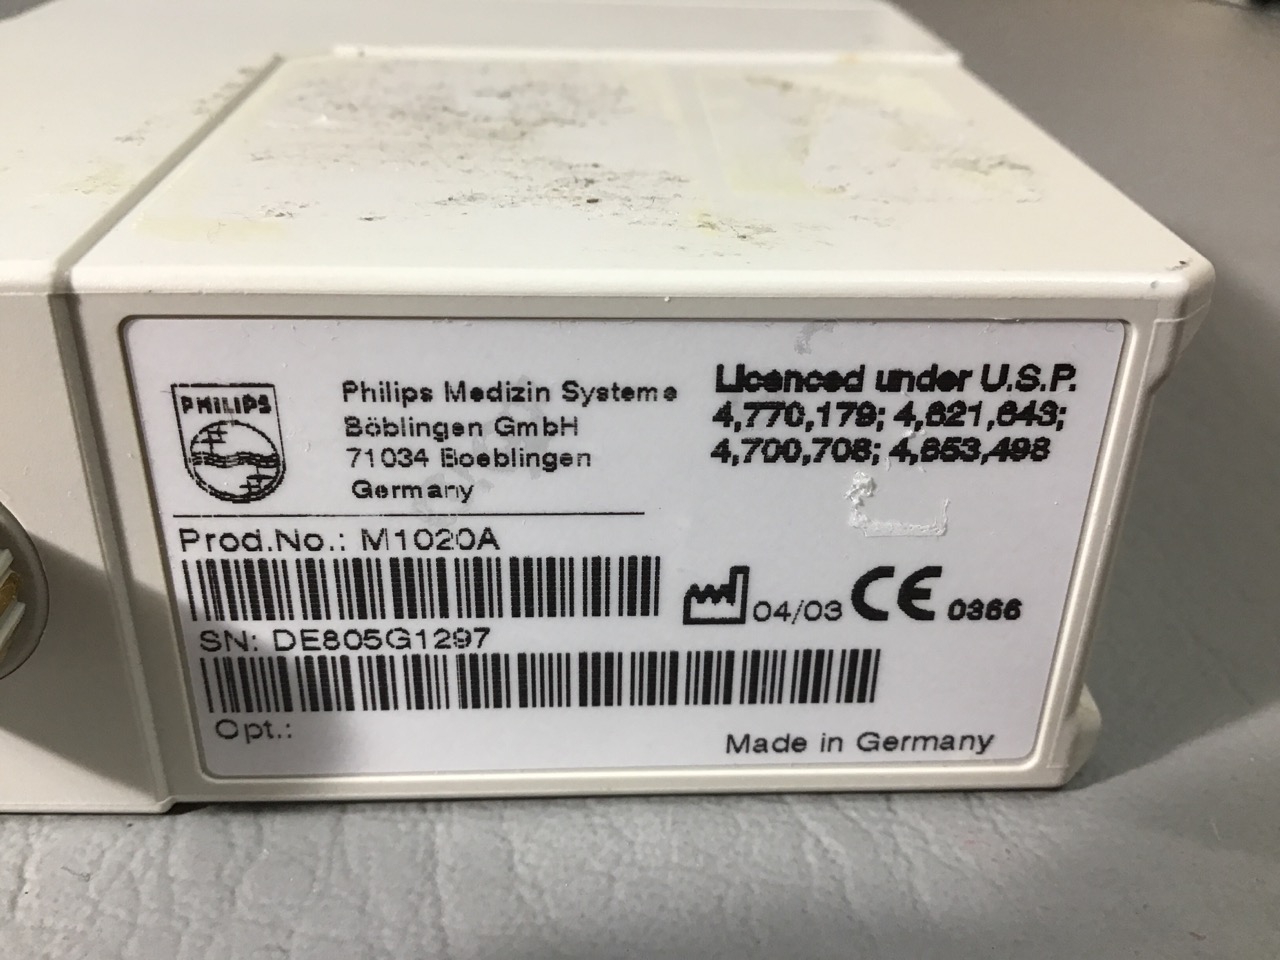 PHILIPS
Philips Medizin Systeme
Böblingen GmbH
71034 Boeblingen
Germany
Licenced under U.S.P.
4,770,179; 4,621,643;
4,700,708; 4,653,498
Prod.No.: M1020A
04/03 CE 0366
SN: DE805G1297
Opt.:
Made in Germany